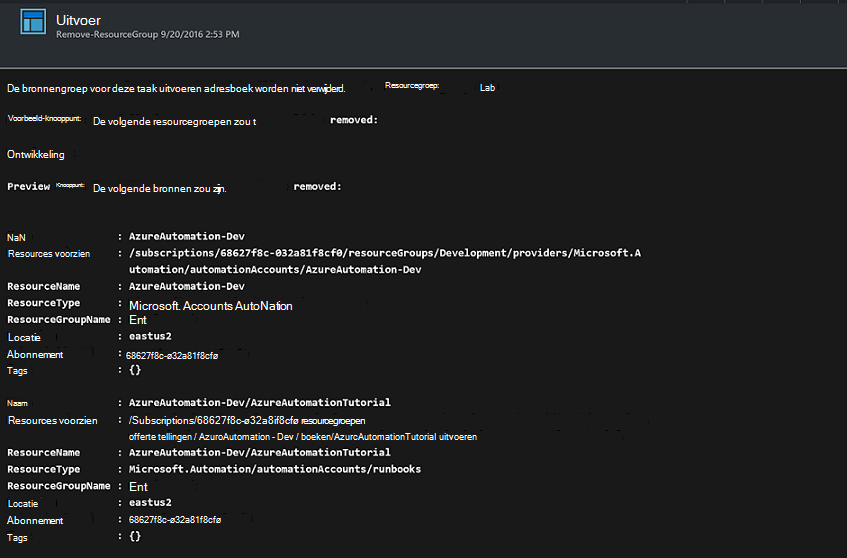 Uitvoer
Remove-ResourceGroup 9/20/2016 2:53 PM
De bronnengroep voor deze taak uitvoeren adresboek worden niet verwijderd. Resourcegroep: Lab
Voorbeeld-knooppunt: De volgende resourcegroepen zou t removed:
Ontwikkeling
Preview Knooppunt: De volgende bronnen zou zijn. removed:
NaN : AzureAutomation-Dev
Resources voorzien : /subscriptions/68627f8c-032a81f8cf0/resourceGroups/Development/providers/Microsoft.A
utomation/automationAccounts/AzureAutomation-Dev
ResourceName : AzureAutomation-Dev
ResourceType : Microsoft. Accounts AutoNation
ResourceGroupName : Ent
Locatie : eastus2
Abonnement : 68627f8c-ø32a81f8cfø
Tags : {}
Naam : AzureAutomation-Dev/AzureAutomationTutorial
Resources voorzien : /Subscriptions/68627f8c-ø32a8if8cfø resourcegroepen
offerte tellingen / AzuroAutomation - Dev / boeken/AzurcAutomationTutorial uitvoeren
ResourceName : AzureAutomation-Dev/AzureAutomationTutorial
ResourceType : Microsoft.Automation/automationAccounts/runbooks
ResourceGroupName : Ent
Locatie : eastus2
Abonnement : 68627f8c-ø32a81f8cfø
Tags : {}